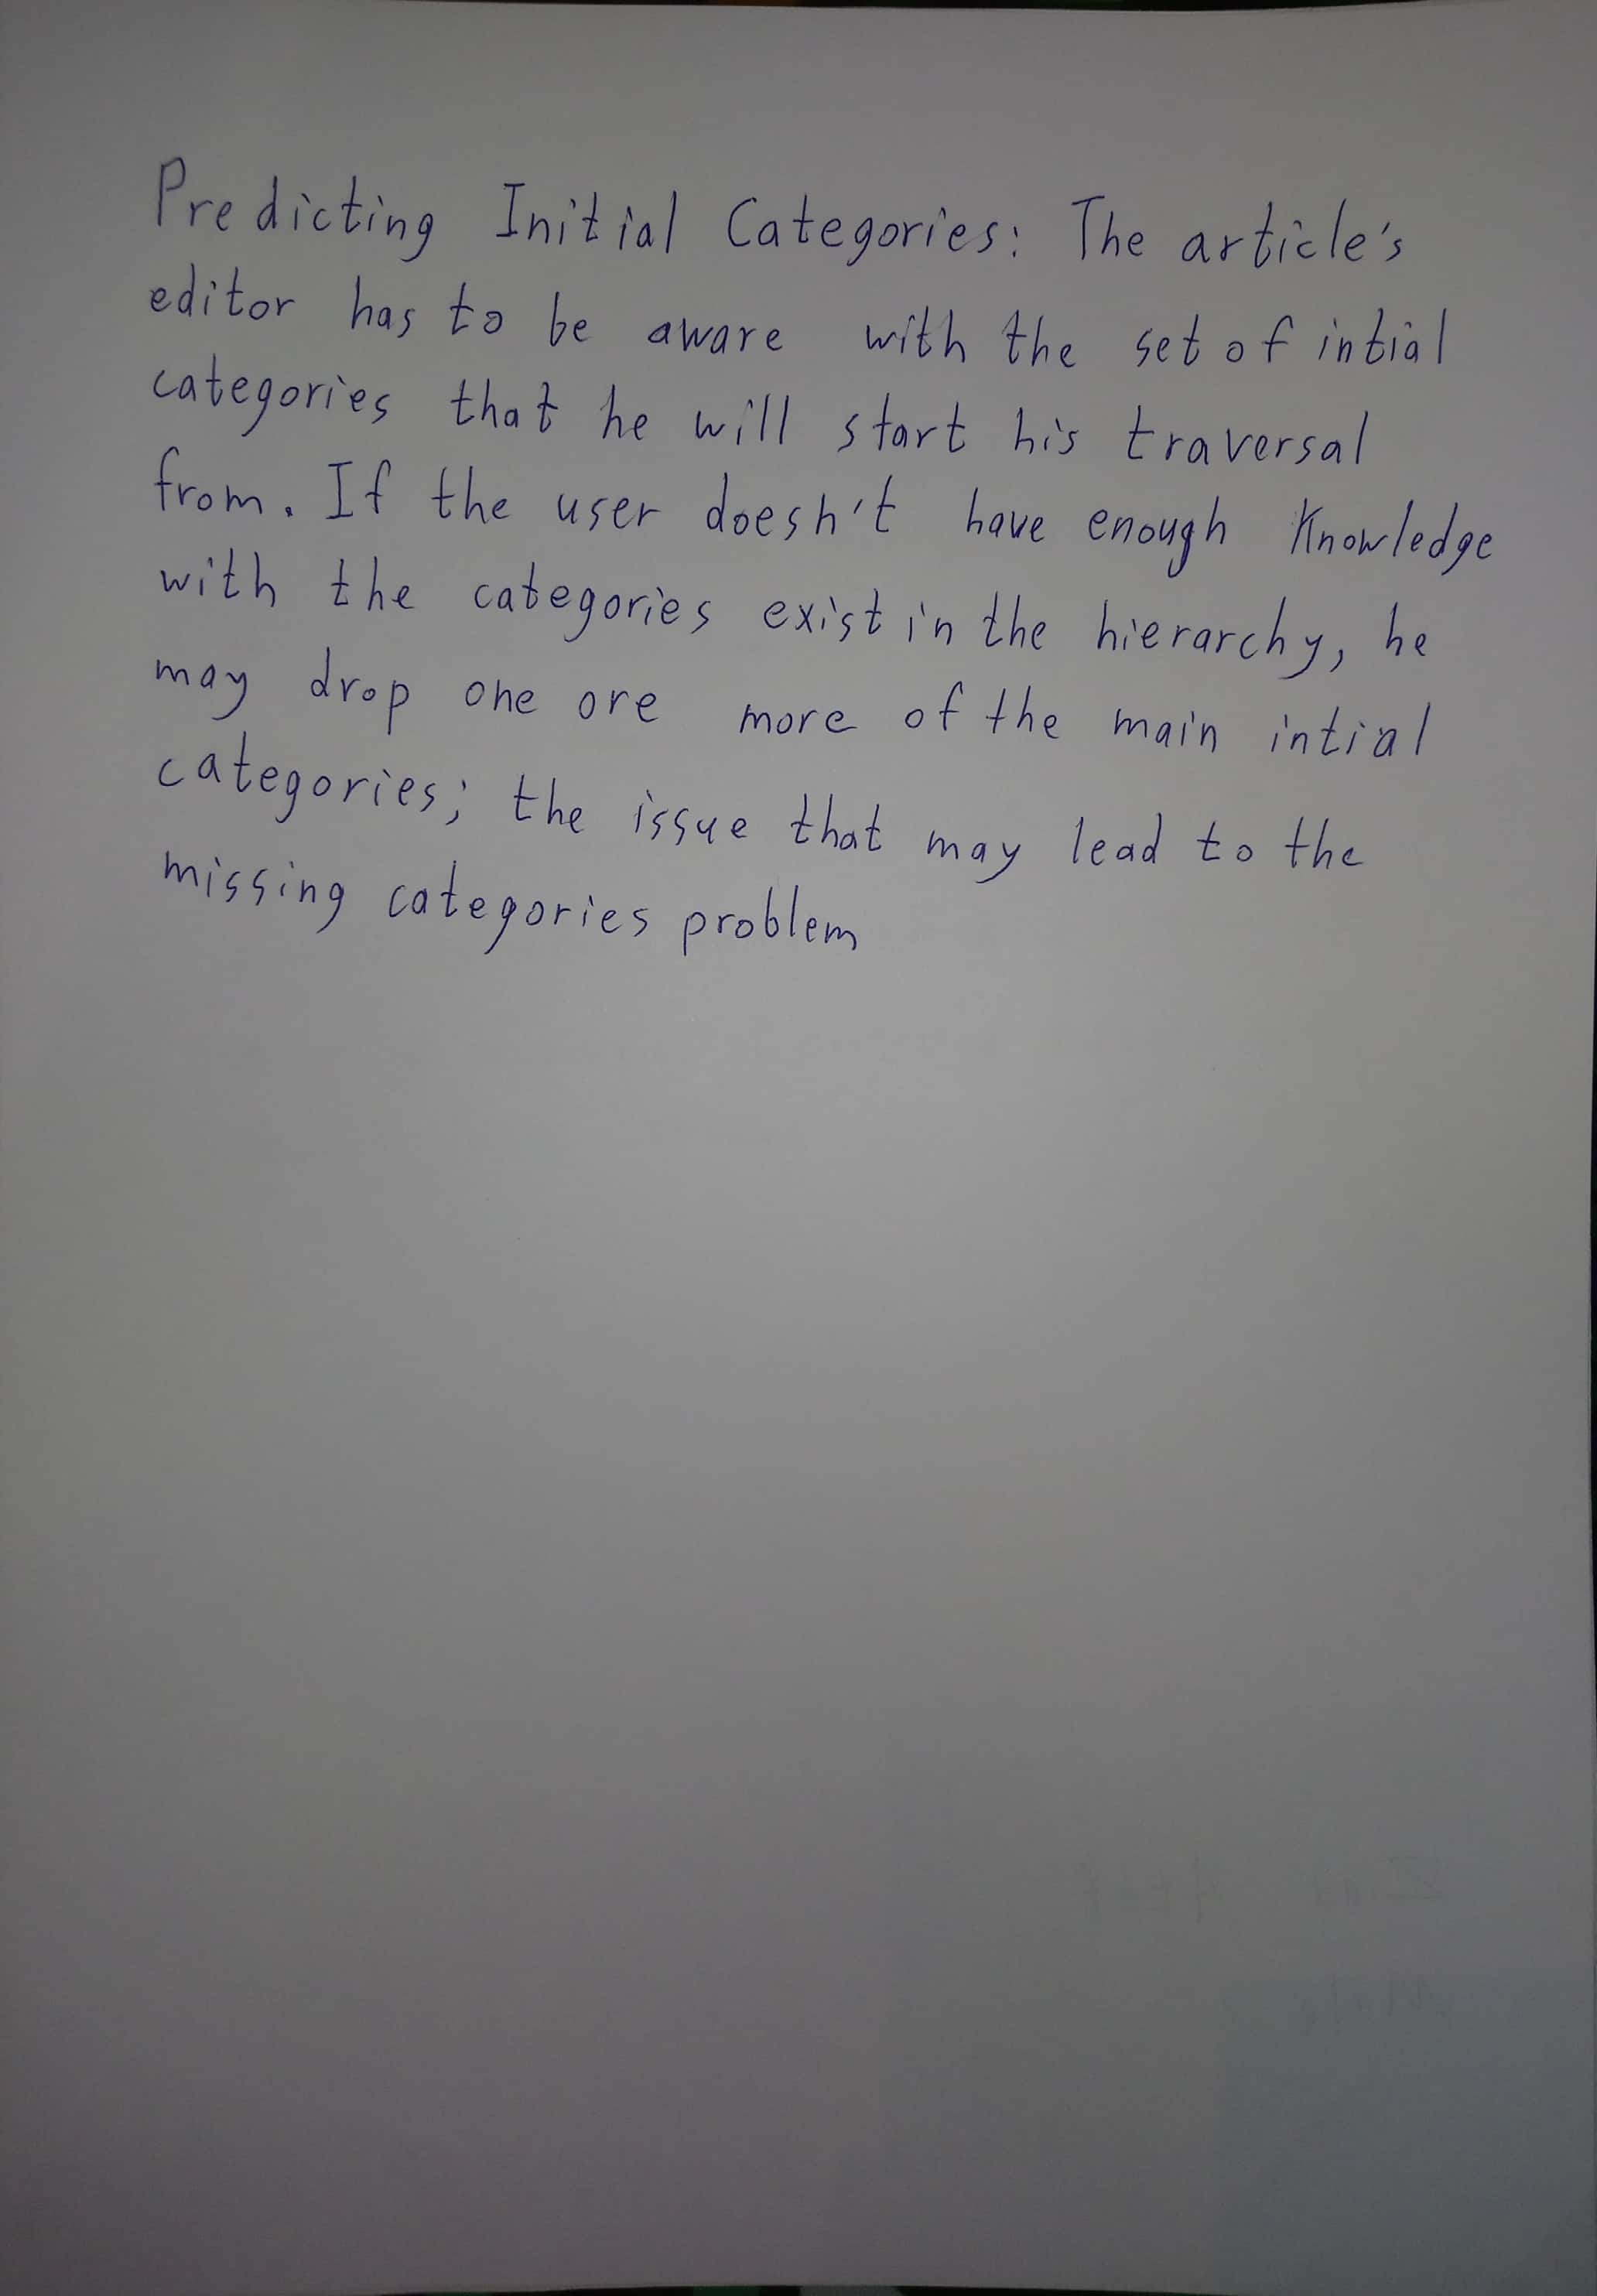 Predicting Initial Categories: The article's
editor has to be aware with the set of intial
categories that he will start his traversal
from. If the user doesn't have enough Knowledge
with the categories exist in the hierarchy, he
may drop one ore more of the main intial
categories; the issue that may lead to the
missing categories problem